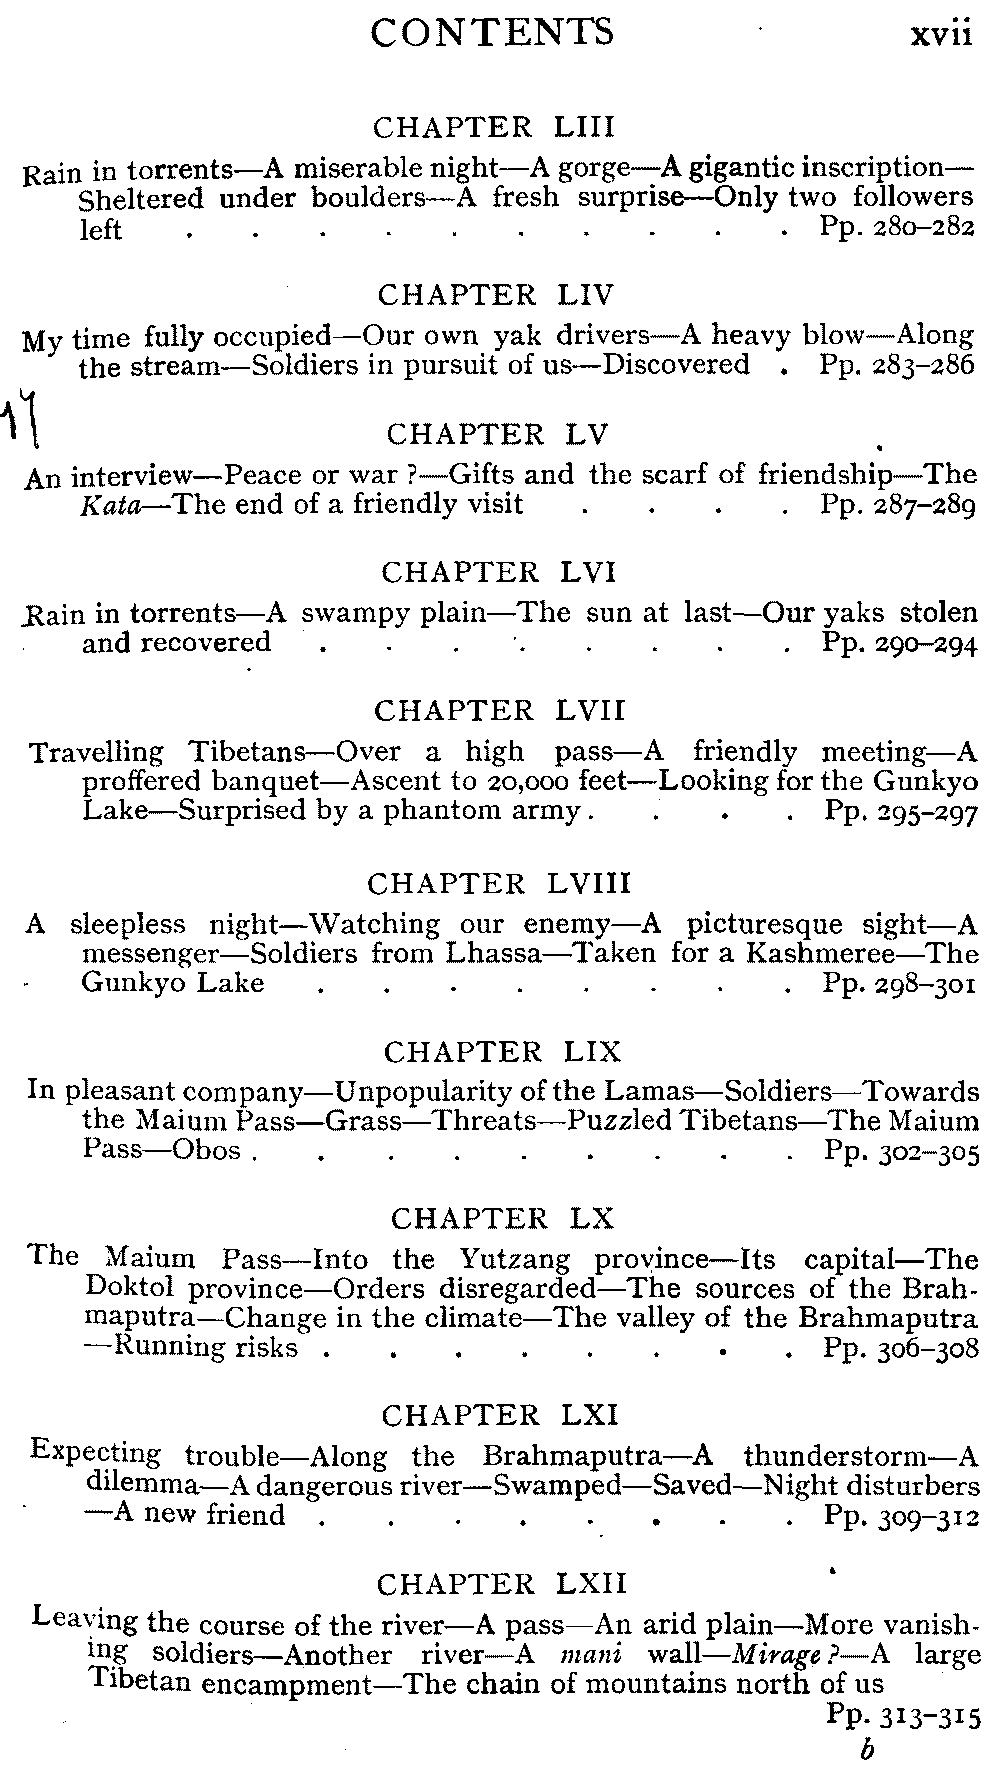 CONTENTS xvii
CHAPTER LIII
Rain in torrents—A miserable night—A gorge—A gigantic inscription—
Sheltered under boulders—A fresh surprise—Only two followers
left . . . . . . . . . . Pp. 280–282
CHAPTER LIV
My time fully occupied—Our own yak drivers—A heavy blow—Along
the stream—Soldiers in pursuit of us—Discovered . Pp. 283–286
CHAPTER LV
An interview—Peace or war ?—Gifts and the scarf of friendship—The
Kata—The end of a friendly visit . . . . Pp. 287–289
CHAPTER LVI
Rain in torrents—A swampy plain—The sun at last—Our yaks stolen
and recovered . . . . . . . . Pp. 290–294
CHAPTER LVII
Travelling Tibetans—Over a high pass—A friendly meeting—A
proffered banquet—Ascent to 20,000 feet—Looking for the Gunkyo
Lake—Surprised by a phantom army . . . . Pp. 295–297
CHAPTER LVIII
A sleepless night—Watching our enemy—A picturesque sight—A
messenger—Soldiers from Lhassa—Taken for a Kashmeree—The
Gunkyo Lake . . . . . . . . Pp. 298–301
CHAPTER LIX
In pleasant company—Unpopularity of the Lamas—Soldiers—Towards
the Maium Pass—Grass—Threats—Puzzled Tibetans—The Maium
Pass—Obos . . . . . . . . . Pp. 302–305
CHAPTER LX
The Maium Pass—Into the Yutzang province—Its capital—The
Doktol province—Orders disregarded—The sources of the Brah-
maputra—Change in the climate—The valley of the Brahmaputra
—Running risks . . . . . . . . Pp. 306–308
CHAPTER LXI
Expecting trouble—Along the Brahmaputra—A thunderstorm—A
dilemma—A dangerous river—Swamped—Saved—Night disturbers
—A new friend . . . . . . . . Pp. 309–312
CHAPTER LXII
Leaving the course of the river—A pass—An arid plain—More vanish-
ing soldiers—Another river—A mani wall—Mirage ?—A large
Tibetan encampment—The chain of mountains north of us
Pp. 313–315
b